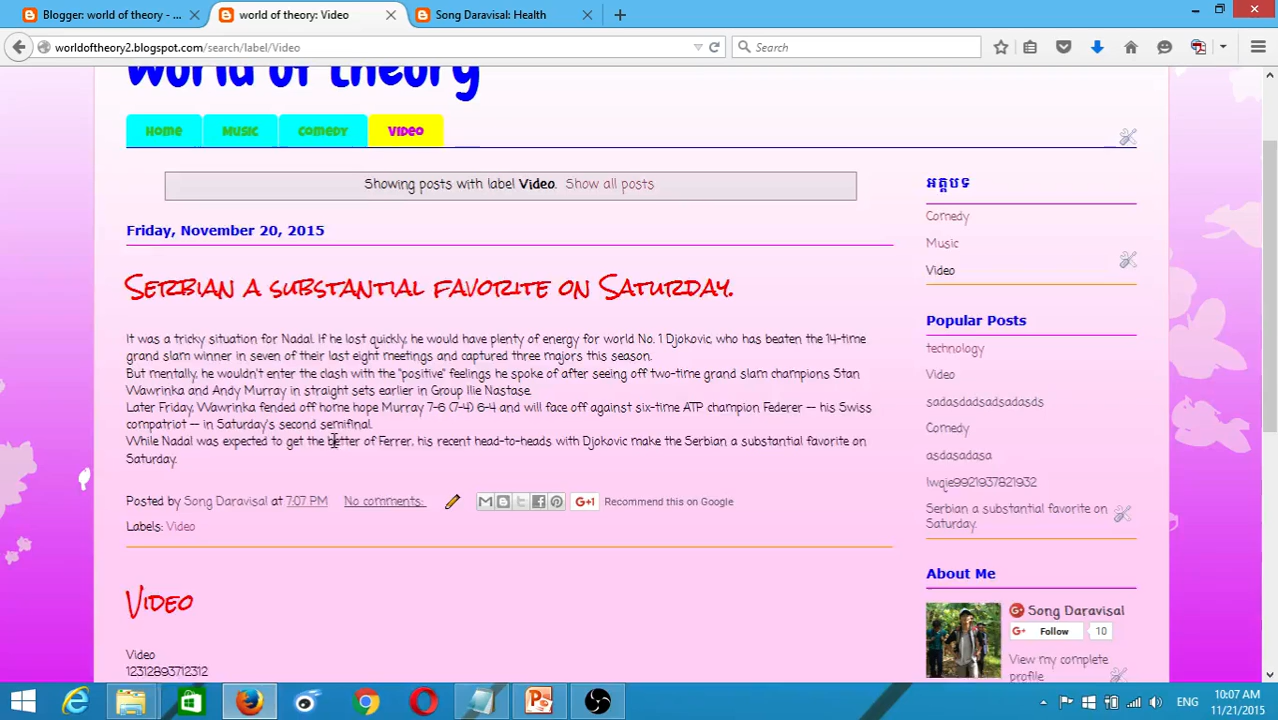 Blogger: world of theory - ...
world of theory: Video
Song Daravisal: Health
worldoftheory2.blogspot.com/search/label/Video
Search
world of theory
Home
Music
Comedy
Video
Showing posts with label Video. Show all posts
អត្ថបទ
Comedy
Music
Video
Friday, November 20, 2015
Serbian a substantial favorite on Saturday.
It was a tricky situation for Nadal. If he lost quickly, he would have plenty of energy for world No. 1 Djokovic, who has beaten the 14-time
grand slam winner in seven of their last eight meetings and captured three majors this season.
But mentally, he wouldn't enter the clash with the "positive" feelings he spoke of after seeing off two-time grand slam champions Stan
Wawrinka and Andy Murray in straight sets earlier in Group Ilie Nastase.
Later Friday, Wawrinka fended off home hope Murray 7-6 (7-4) 6-4 and will face off against six-time ATP champion Federer -- his Swiss
compatriot -- in Saturday's second semifinal.
While Nadal was expected to get the better of Ferrer, his recent head-to-heads with Djokovic make the Serbian a substantial favorite on
Saturday.
Posted by Song Daravisal at 7:07 PM No comments:
G+1 Recommend this on Google
Labels: Video
Video
Video
12312893712312
Popular Posts
technology
Video
sadasdadsadsadasds
Comedy
asdasadasa
lwqie9921937821932
Serbian a substantial favorite on
Saturday.
About Me
Song Daravisal
G+ Follow 10
View my complete
profile
ENG
10:07 AM
11/21/2015